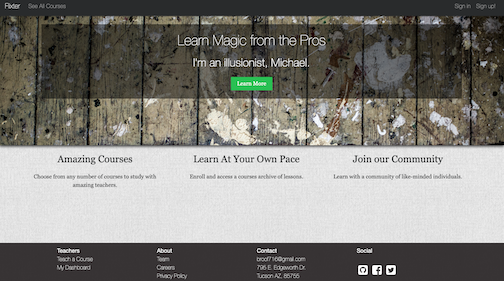 Flixter See All Courses Sign in Sign up!
Learn Magic from the Pros
I'm an illusionist, Michael.
Learn More
Amazing Courses Learn At Your Own Pace Join our Community
Choose from any number of courses to study with Enroll and access a courses archive of lessons. Learn with a community of like-minded individuals.
amazing teachers.
Teachers About Contact Social
Teach a Course Team broof716@gmail.com
My Dashboard Careers 795 E. Edgeworth Dr.
Privacy Policy Tucson AZ, 85755